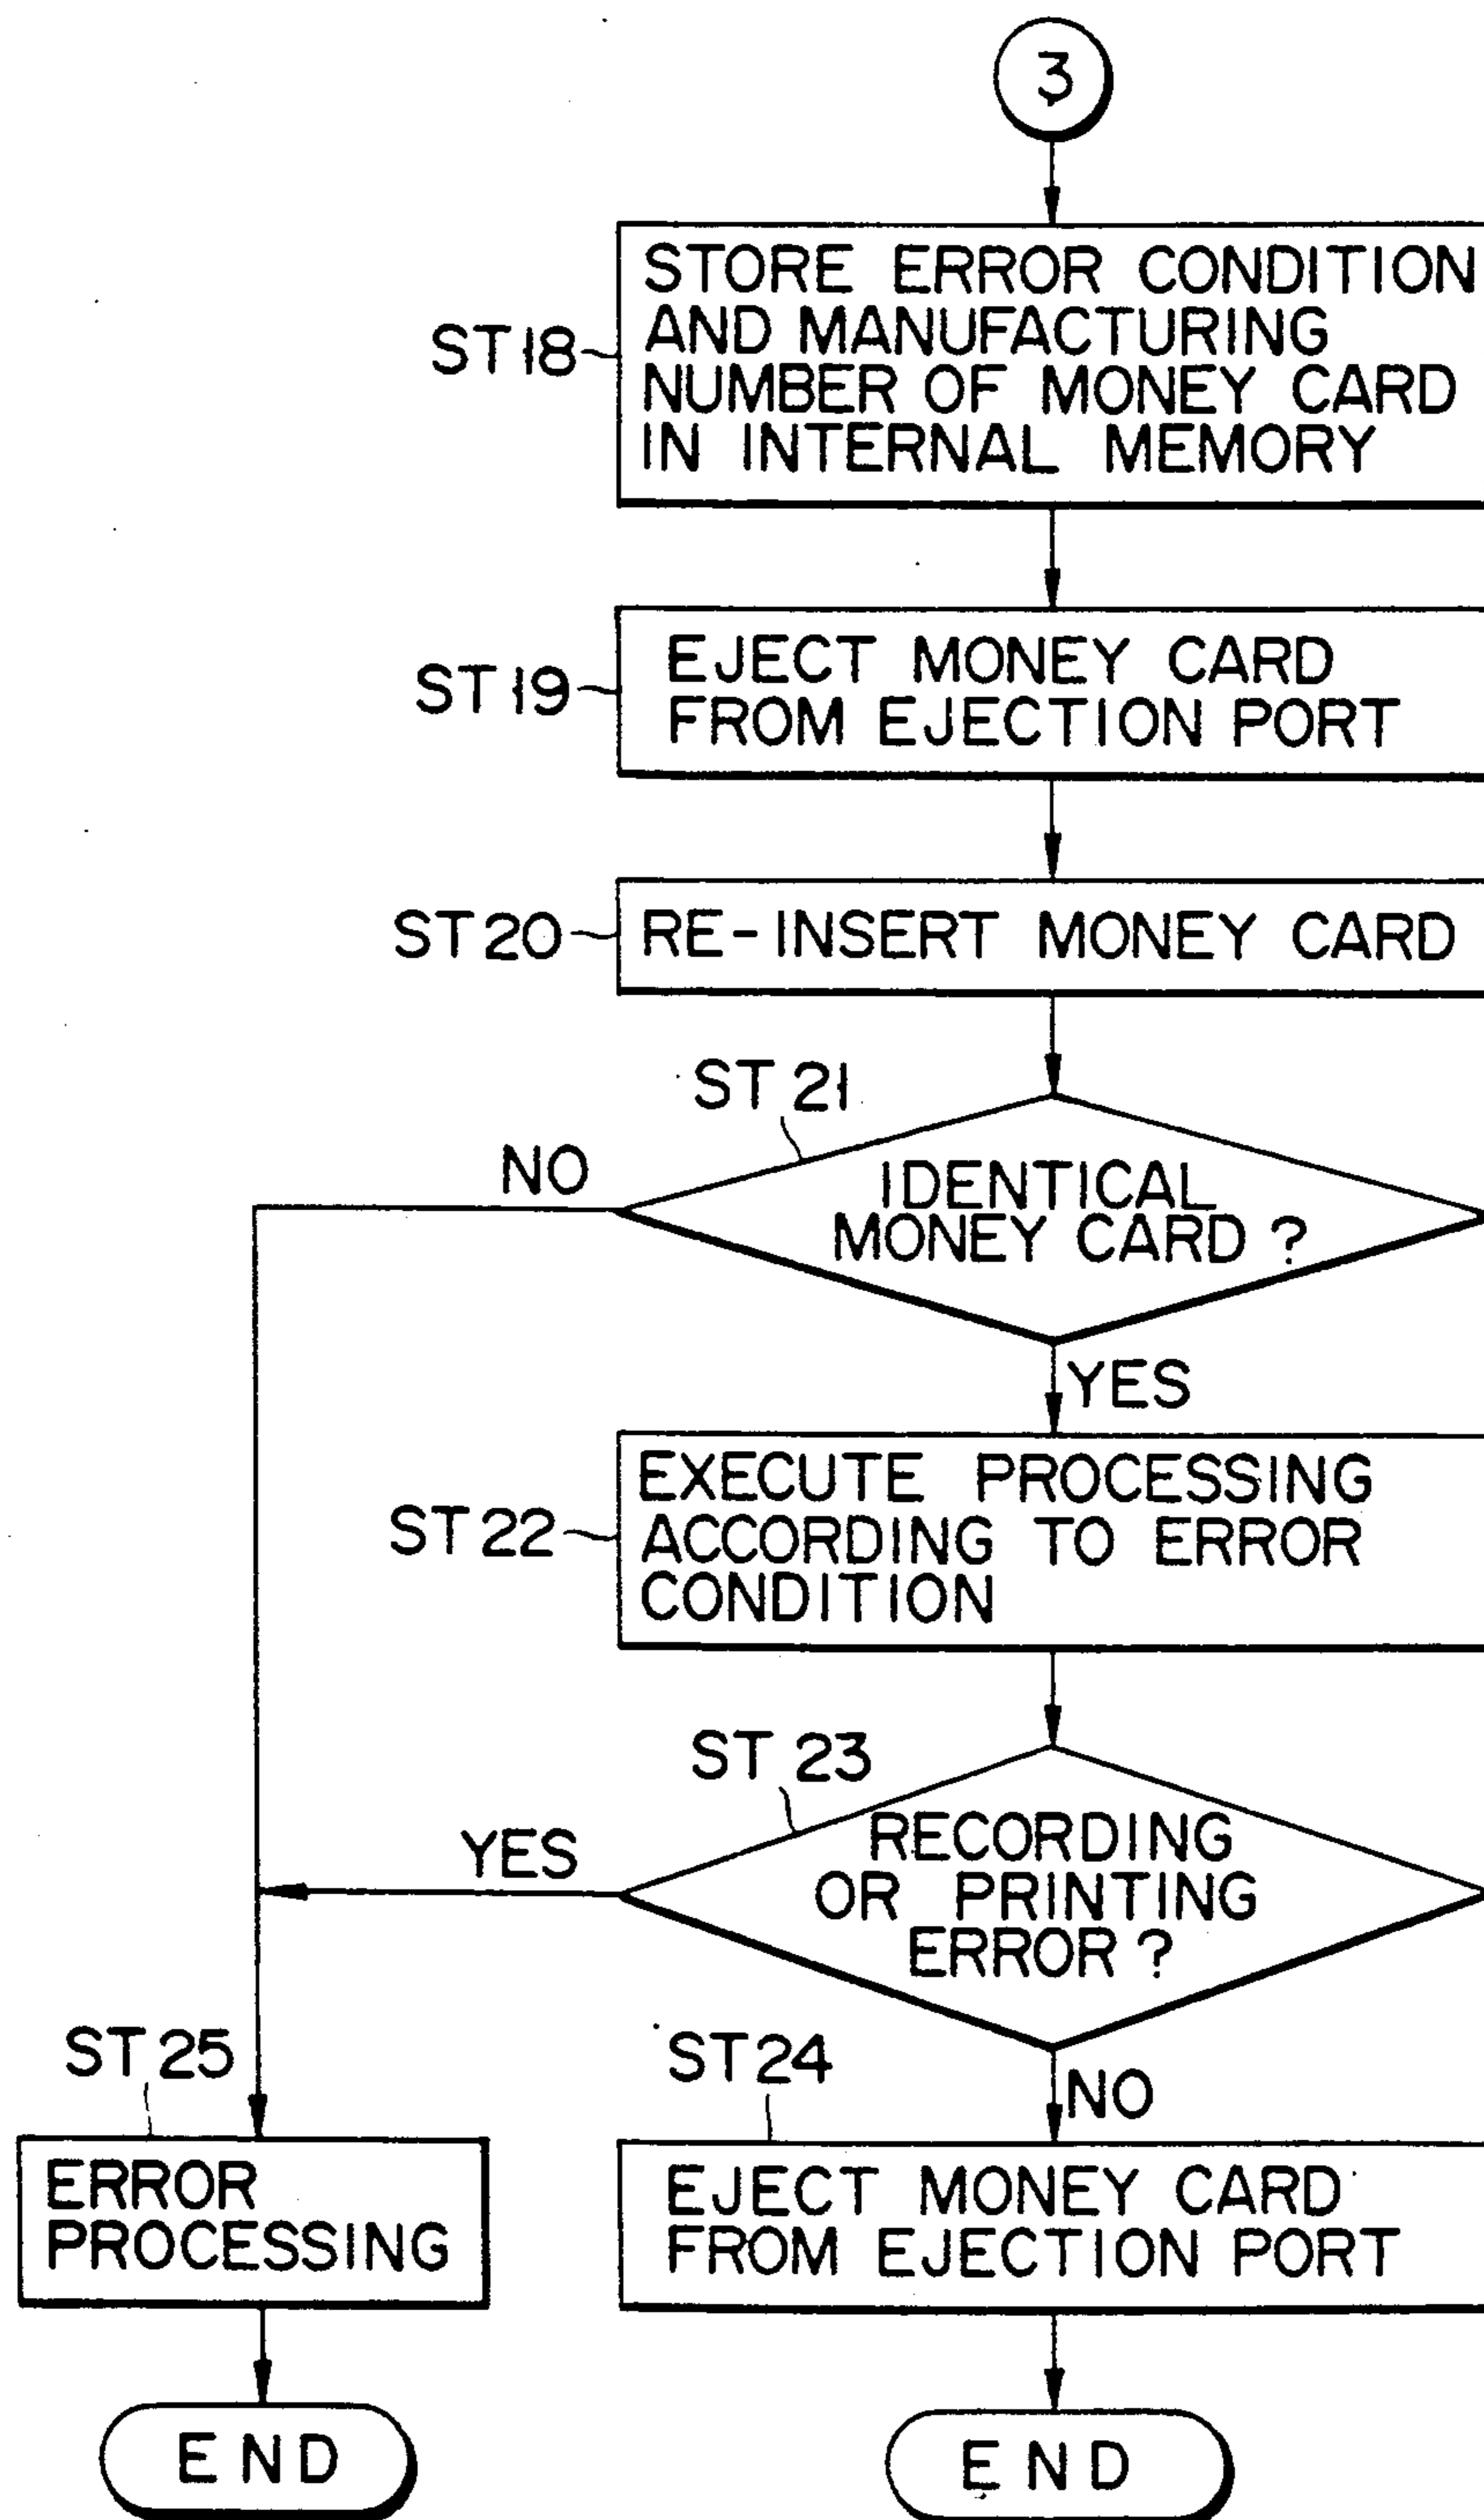 3
STORE ERROR CONDITION
AND MANUFACTURING
NUMBER OF MONEY CARD
IN INTERNAL MEMORY
ST18
EJECT MONEY CARD
FROM EJECTION PORT
ST19
ST20
RE-INSERT MONEY CARD
ST21
NO
IDENTICAL
MONEY CARD ?
YES
ST22
EXECUTE PROCESSING
ACCORDING TO ERROR
CONDITION
ST23
YES
RECORDING
OR PRINTING
ERROR ?
ST25
ST24
NO
ERROR
PROCESSING
EJECT MONEY CARD
FROM EJECTION PORT
END
END